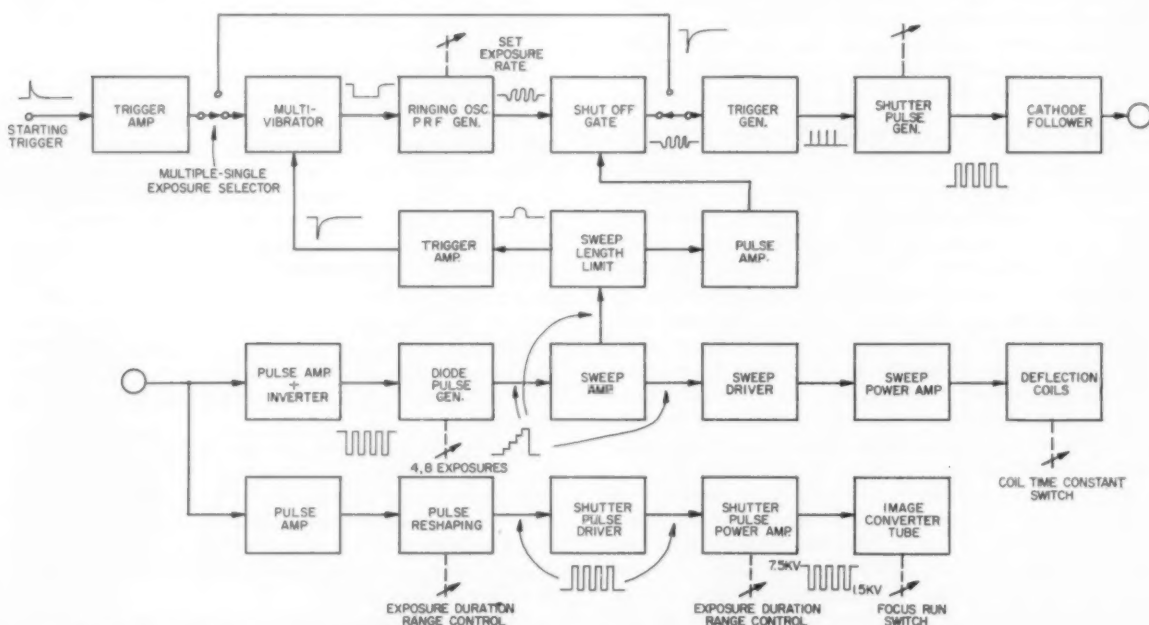 SET
EXPOSURE
RATE
TRIGGER
AMP.
MULTI-
VIBRATOR
RINGING OSC.
P R F GEN.
SHUT OFF
GATE
TRIGGER
GEN.
SHUTTER
PULSE GEN.
CATHODE
FOLLOWER
STARTING
TRIGGER
MULTIPLE-SINGLE
EXPOSURE SELECTOR
TRIGGER
AMP.
SWEEP
LENGTH
LIMIT
PULSE
AMP.
PULSE AMP.
+
INVERTER
DIODE
PULSE
GEN.
SWEEP
AMP.
SWEEP
DRIVER
SWEEP
POWER AMP
DEFLECTION
COILS
4,8 EXPOSURES
COIL TIME CONSTANT
SWITCH
PULSE
AMP
PULSE
RESHAPING
SHUTTER
PULSE
DRIVER
SHUTTER
PULSE
POWER AMP.
IMAGE
CONVERTER
TUBE
7.5KV
1.5KV
EXPOSURE DURATION
RANGE CONTROL
EXPOSURE DURATION
RANGE CONTROL
FOCUS RUN
SWITCH